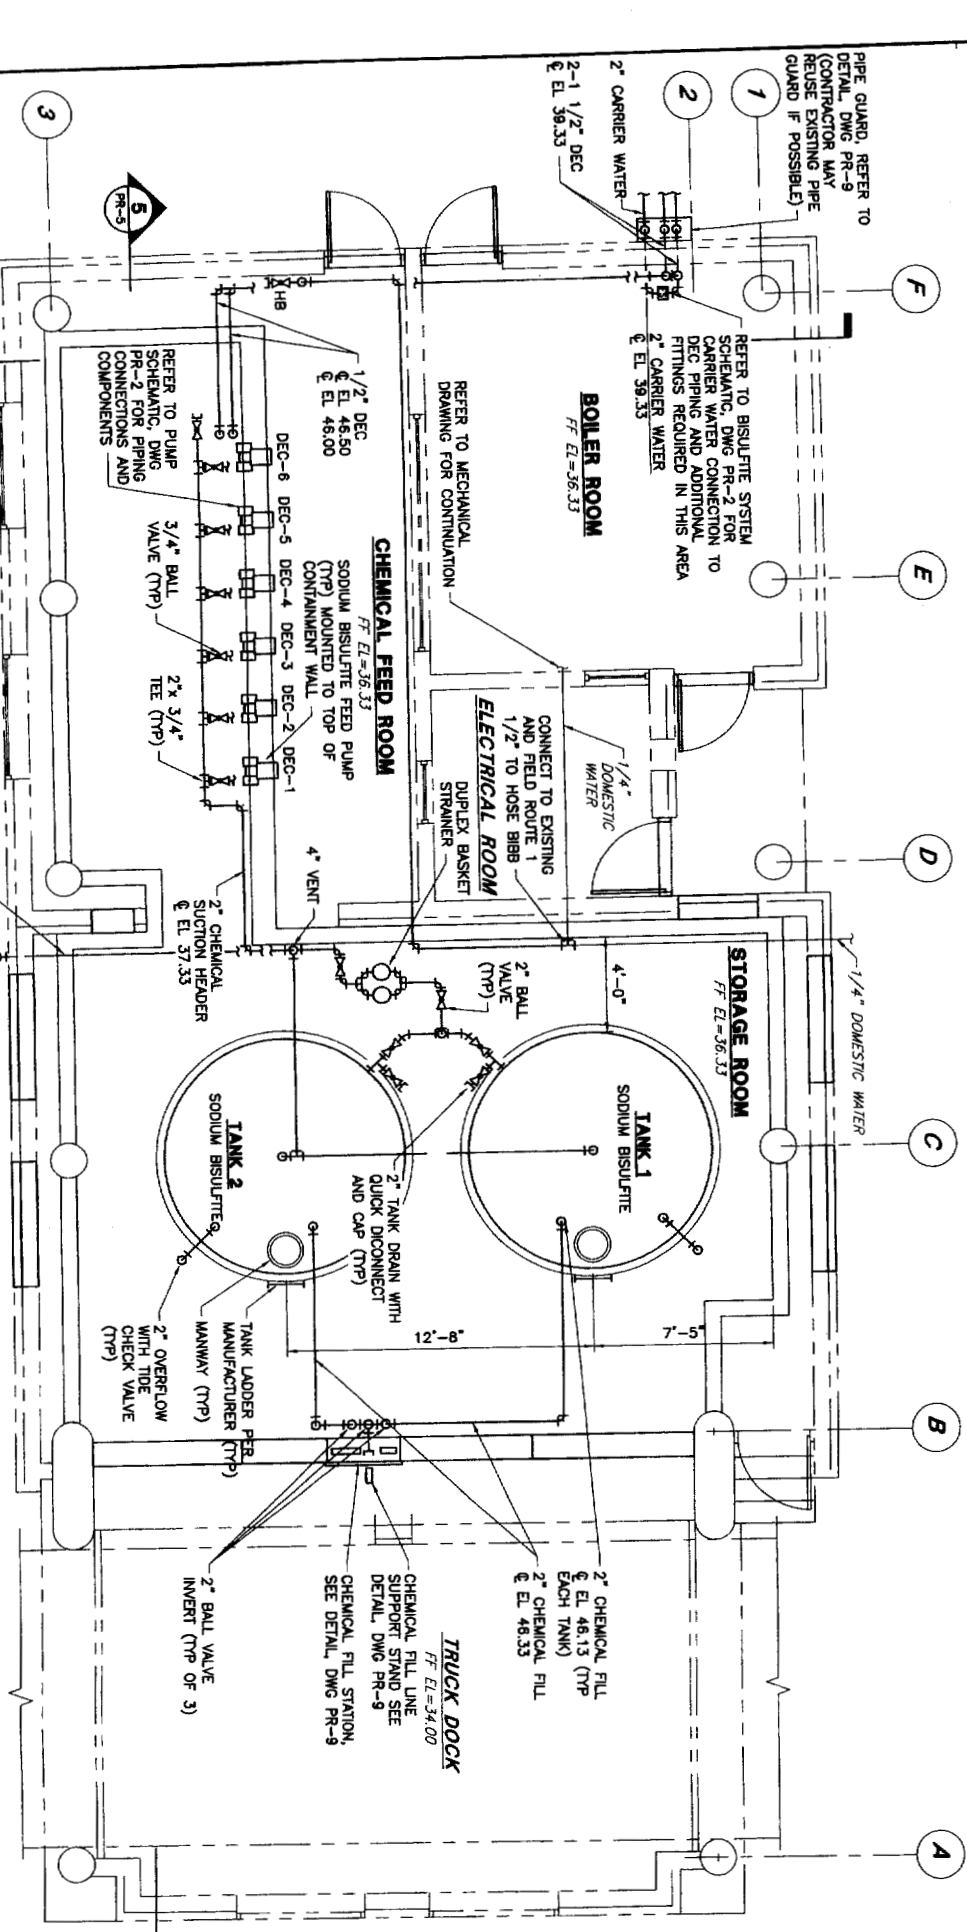 PIPE GUARD, REFER TO
DETAIL, DWG PR-9
(CONTRACTOR MAY
REUSE EXISTING PIPE
GUARD IF POSSIBLE)
2" CARRIER WATER
2-1 1/2" DEC
℄ EL 39.33
1
2
3
F
E
D
C
B
A
5
PR-5
REFER TO BISULFITE SYSTEM
SCHEMATIC, DWG PR-2 FOR
CARRIER WATER CONNECTION TO
DEC PIPING AND ADDITIONAL
FITTINGS REQUIRED IN THIS AREA
2" CARRIER WATER
℄ EL 39.33
BOILER ROOM
FF EL=36.33
REFER TO MECHANICAL
DRAWING FOR CONTINUATION
HB
1/2" DEC
℄ EL 46.50
℄ EL 46.00
REFER TO PUMP
SCHEMATIC, DWG
PR-2 FOR PIPING
CONNECTIONS AND
COMPONENTS
DEC-6 DEC-5 DEC-4 DEC-3 DEC-2 DEC-1
CHEMICAL FEED ROOM
FF EL=36.33
SODIUM BISULFITE FEED PUMP
(TYP) MOUNTED TO TOP OF
CONTAINMENT WALL
3/4" BALL
VALVE (TYP)
2"x 3/4"
TEE (TYP)
1/4"
DOMESTIC
WATER
CONNECT TO EXISTING
AND FIELD ROUTE 1
1/2" TO HOSE BIBB
ELECTRICAL ROOM
DUPLEX BASKET
STRAINER
4" VENT
2" CHEMICAL
SUCTION HEADER
℄ EL 37.33
1/4" DOMESTIC WATER
STORAGE ROOM
FF EL=36.33
4'-0"
2" BALL
VALVE
(TYP)
TANK 1
SODIUM BISULFITE
TANK 2
SODIUM BISULFITE
2" TANK DRAIN WITH
QUICK DICONNECT
AND CAP (TYP)
12'-8"
7'-5"
TANK LADDER PER
MANUFACTURER (TYP)
MANWAY (TYP)
2" OVERFLOW
WITH TIDE
CHECK VALVE
(TYP)
2" CHEMICAL FILL
℄ EL 46.13 (TYP
EACH TANK)
2" CHEMICAL FILL
℄ EL 46.33
TRUCK DOCK
FF EL=34.00
CHEMICAL FILL LINE
SUPPORT STAND SEE
DETAIL, DWG PR-9
CHEMICAL FILL STATION,
SEE DETAIL, DWG PR-9
2" BALL VALVE
INVERT (TYP OF 3)